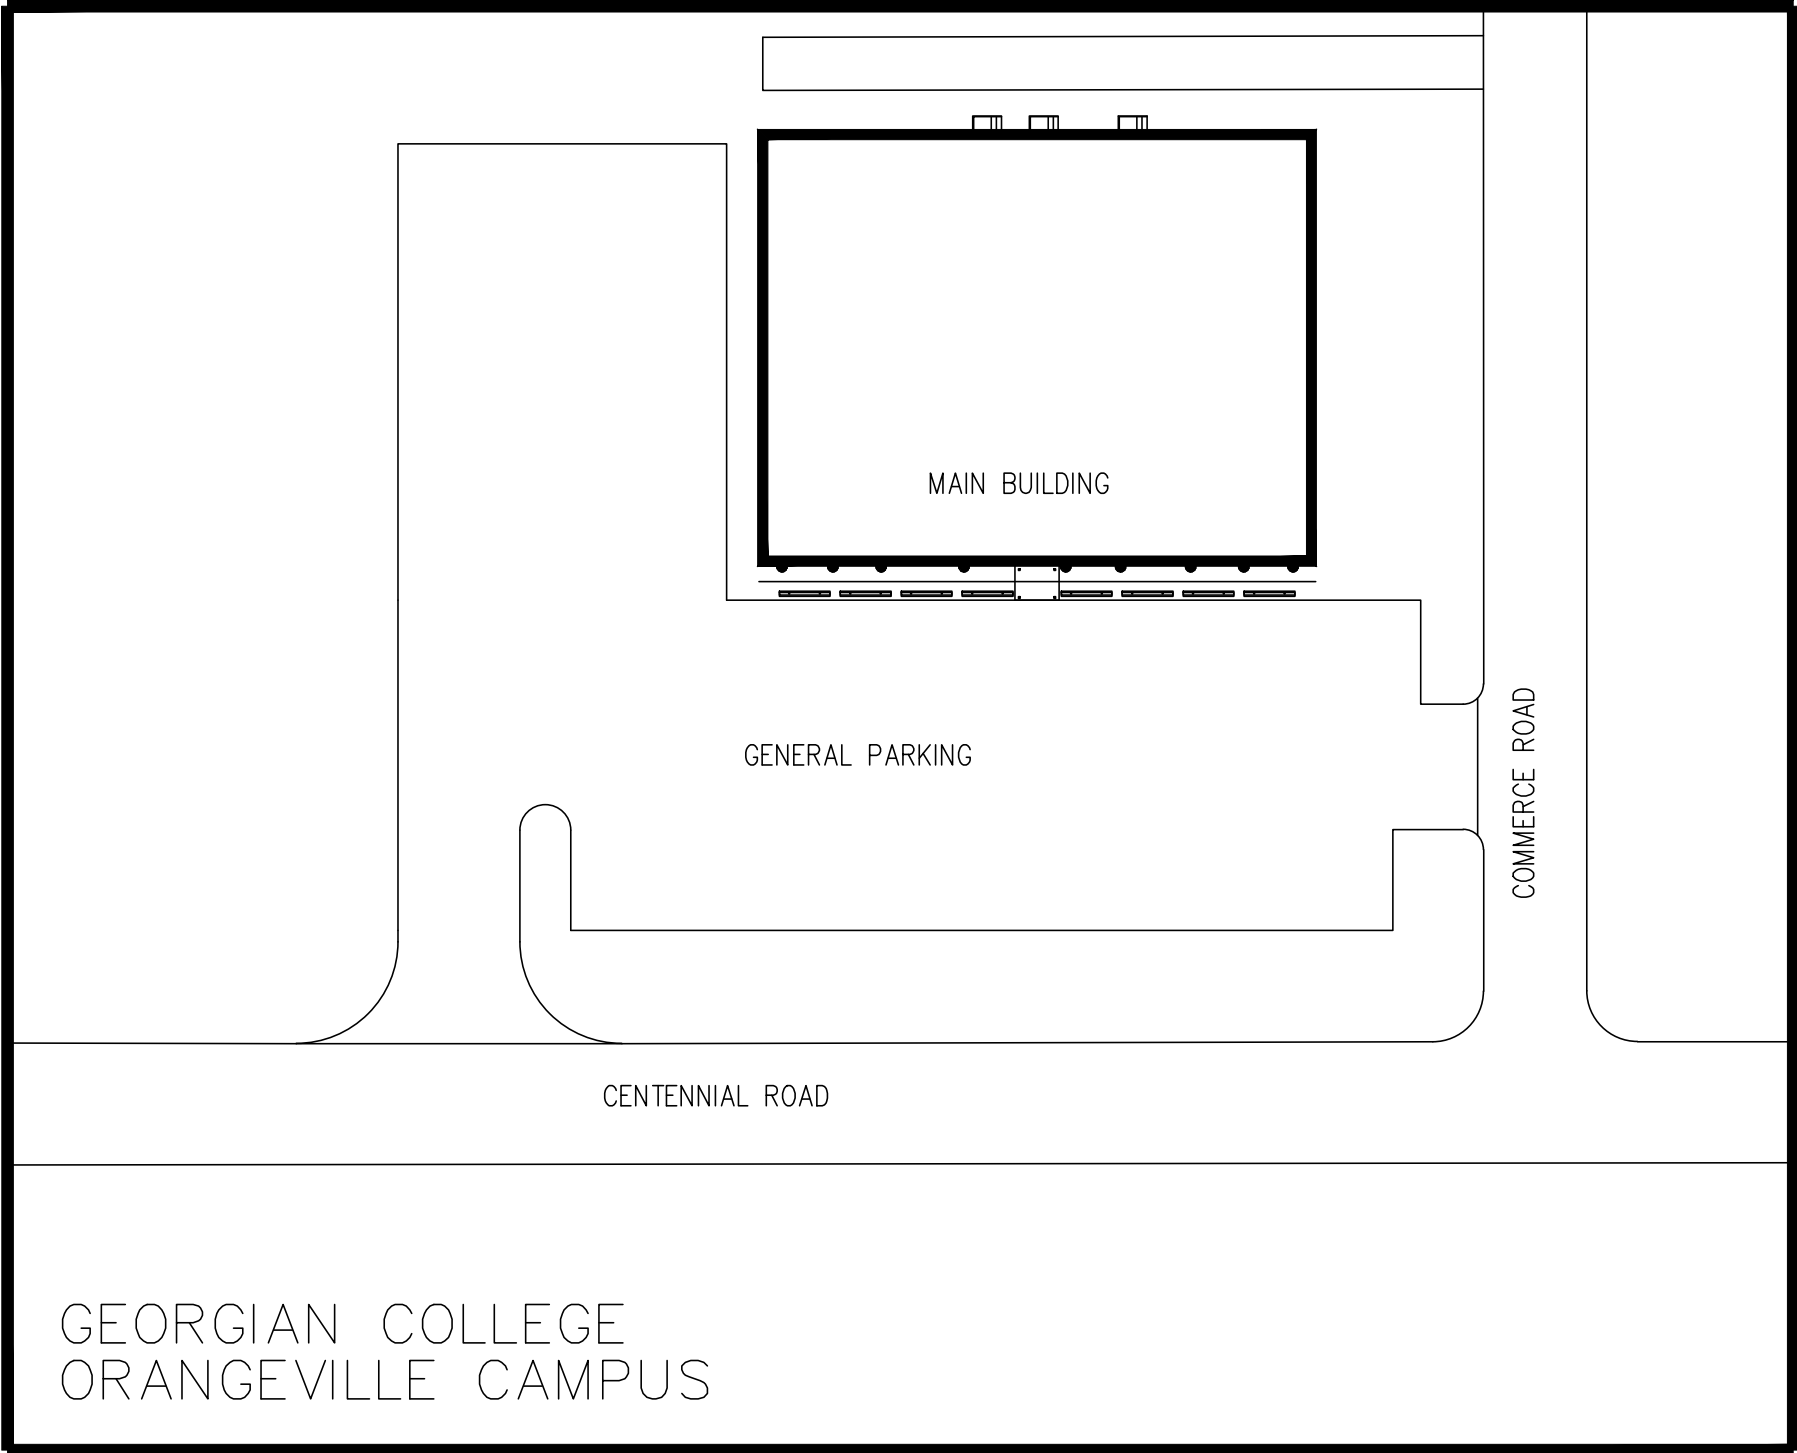 MAIN BUILDING
GENERAL PARKING
COMMERCE ROAD
CENTENNIAL ROAD
GEORGIAN COLLEGE
ORANGEVILLE CAMPUS